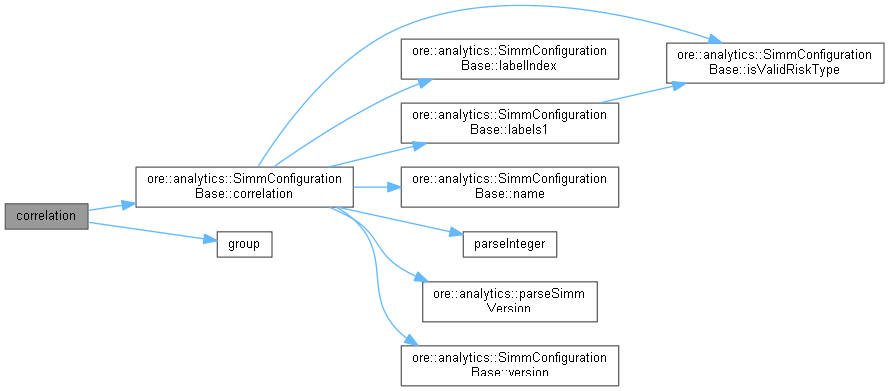 ore::analytics::SimmConfiguration
Base::labelIndex
ore::analytics::SimmConfiguration
Base::isValidRiskType
ore::analytics::SimmConfiguration
Base::labels1
ore::analytics::SimmConfiguration
Base::correlation
ore::analytics::SimmConfiguration
Base::name
correlation
group
parseInteger
ore::analytics::parseSimm
Version
ore::analytics::SimmConfiguration
Base::version